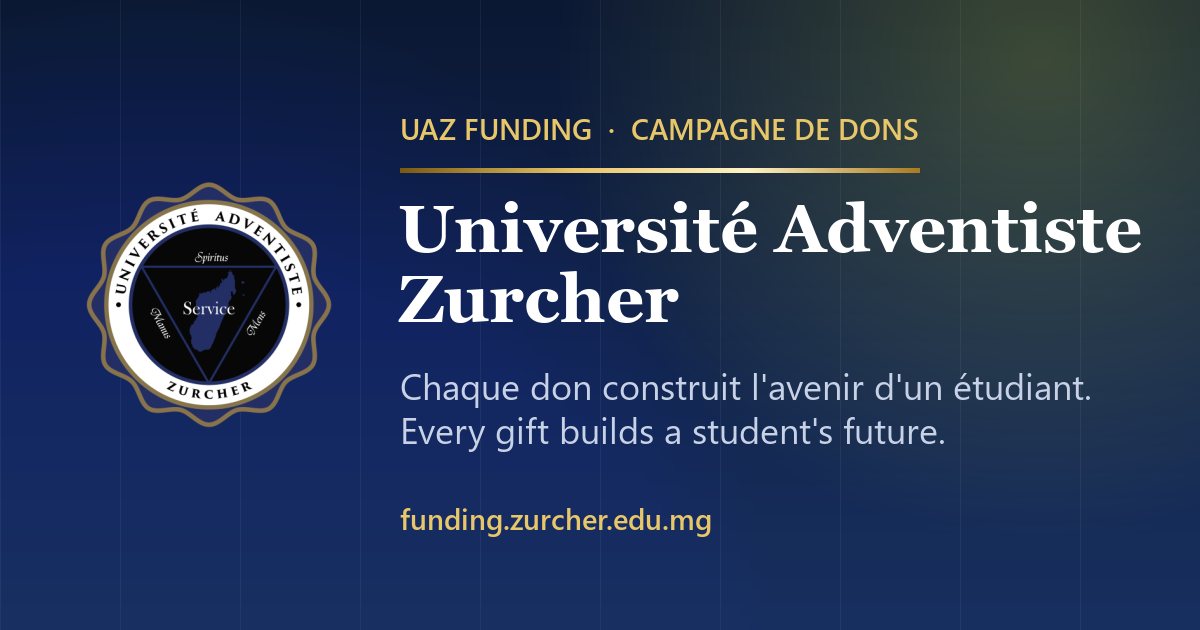 UAZ FUNDING · CAMPAGNE DE DONS
Université Adventiste
Zurcher
Chaque don construit l'avenir d'un étudiant.
Every gift builds a student's future.
funding.zurcher.edu.mg
• UNIVERSITÉ ADVENTISTE •
Spiritus
Service
Manus
Mens
ZURCHER